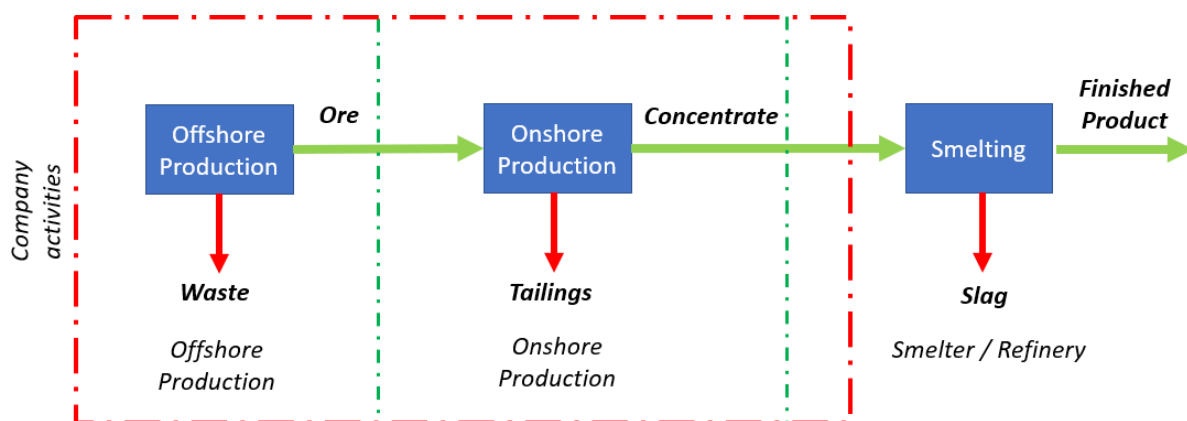 Company
activities
Offshore
Production
Ore
Onshore
Production
Concentrate
Smelting
Finished
Product
Waste
Tailings
Slag
Offshore
Production
Onshore
Production
Smelter / Refinery